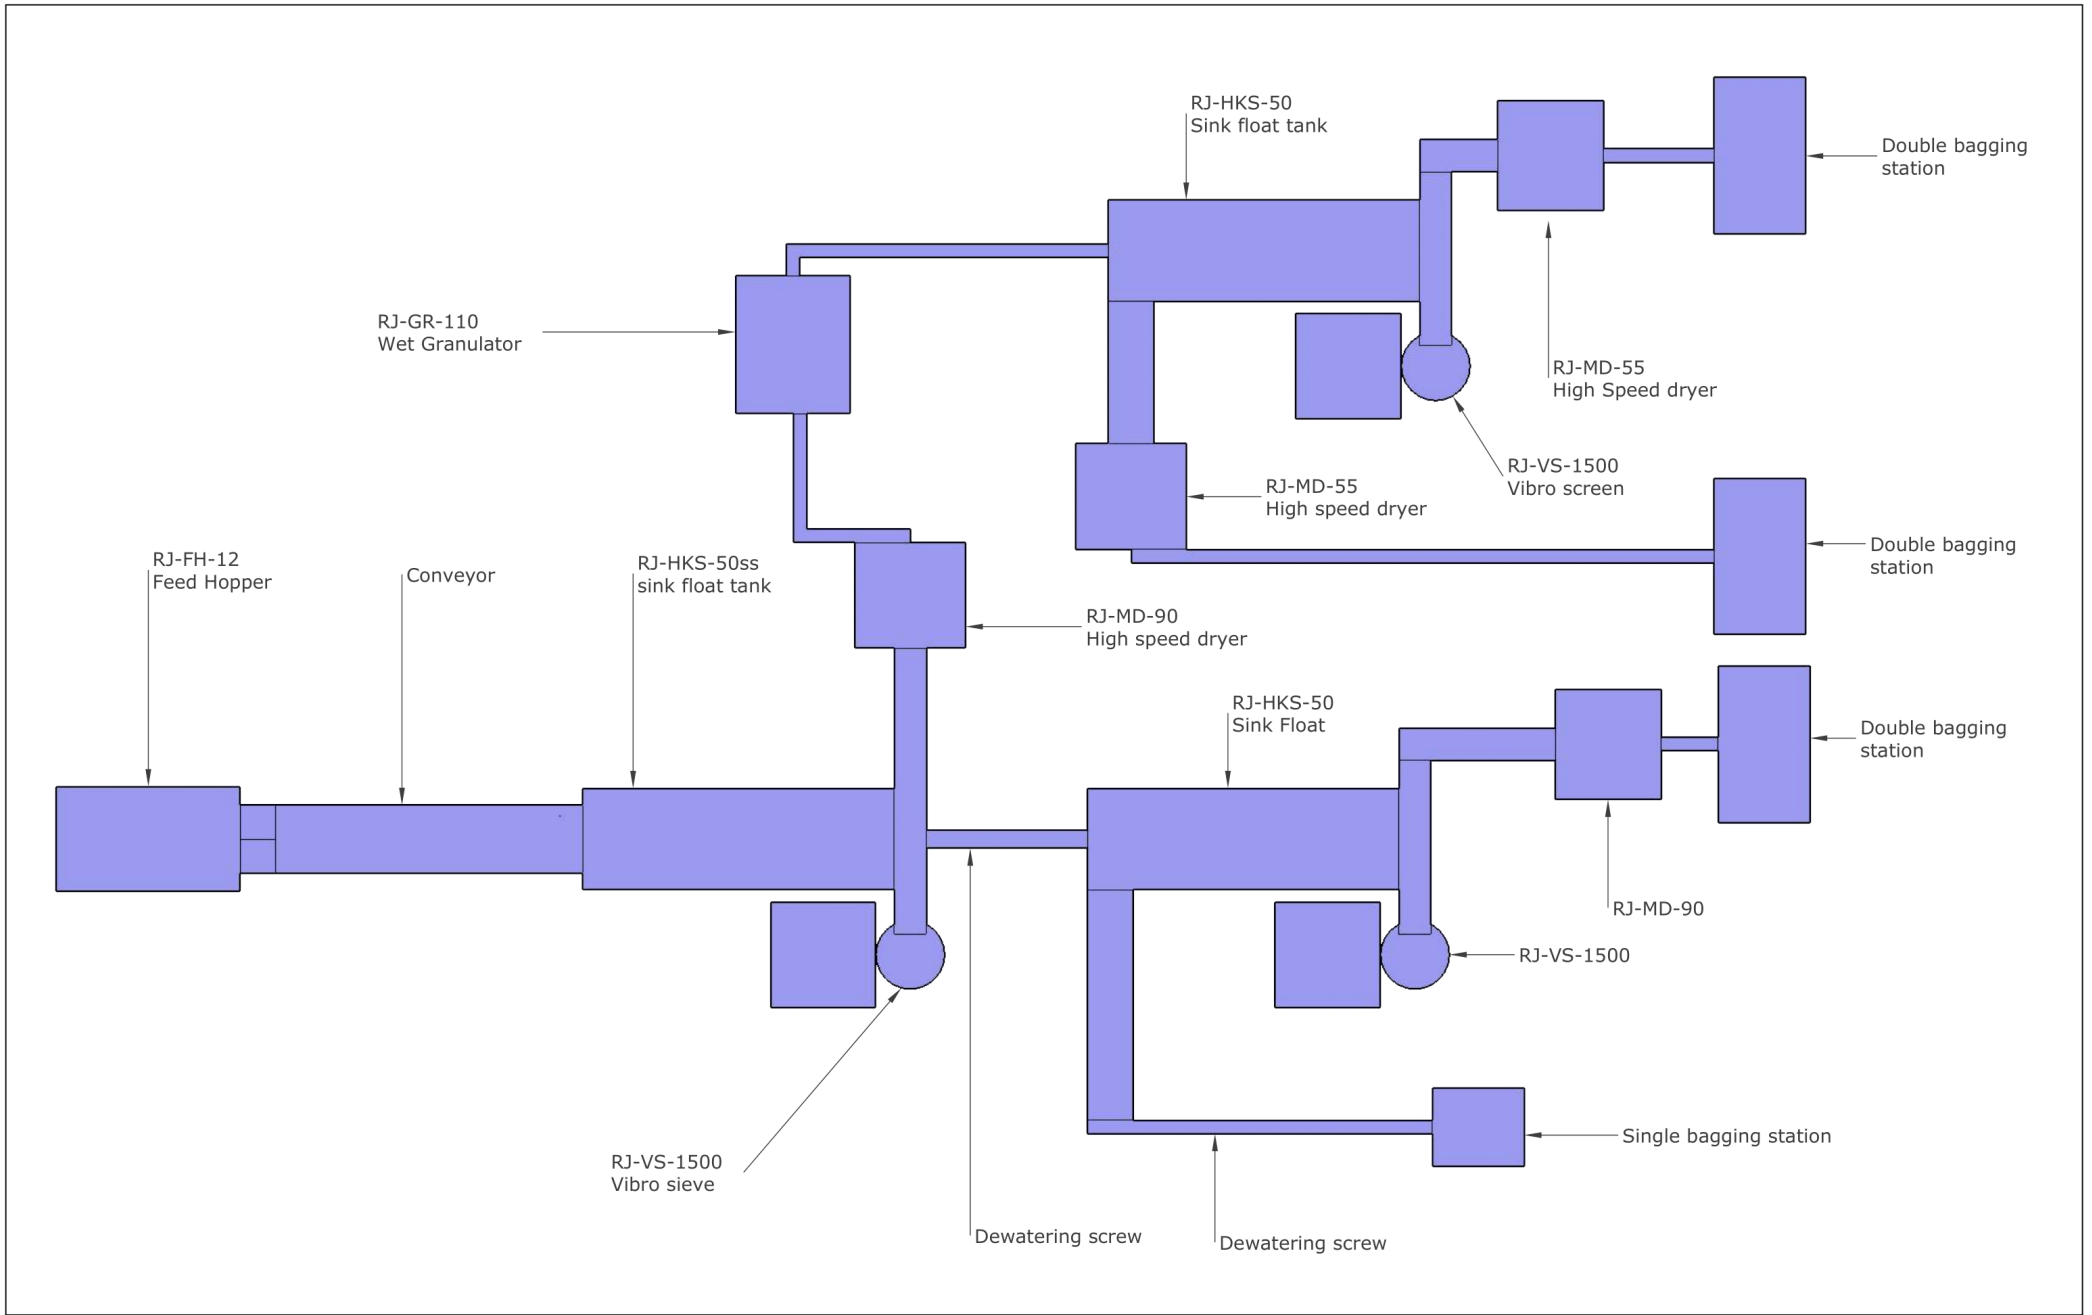 RJ-HKS-50
Sink float tank
Double bagging
station
RJ-GR-110
Wet Granulator
RJ-MD-55
High Speed dryer
RJ-VS-1500
Vibro screen
RJ-MD-55
High speed dryer
Double bagging
station
RJ-FH-12
Feed Hopper
Conveyor
RJ-HKS-50ss
sink float tank
RJ-MD-90
High speed dryer
RJ-HKS-50
Sink Float
Double bagging
station
RJ-MD-90
RJ-VS-1500
Single bagging station
RJ-VS-1500
Vibro sieve
Dewatering screw
Dewatering screw